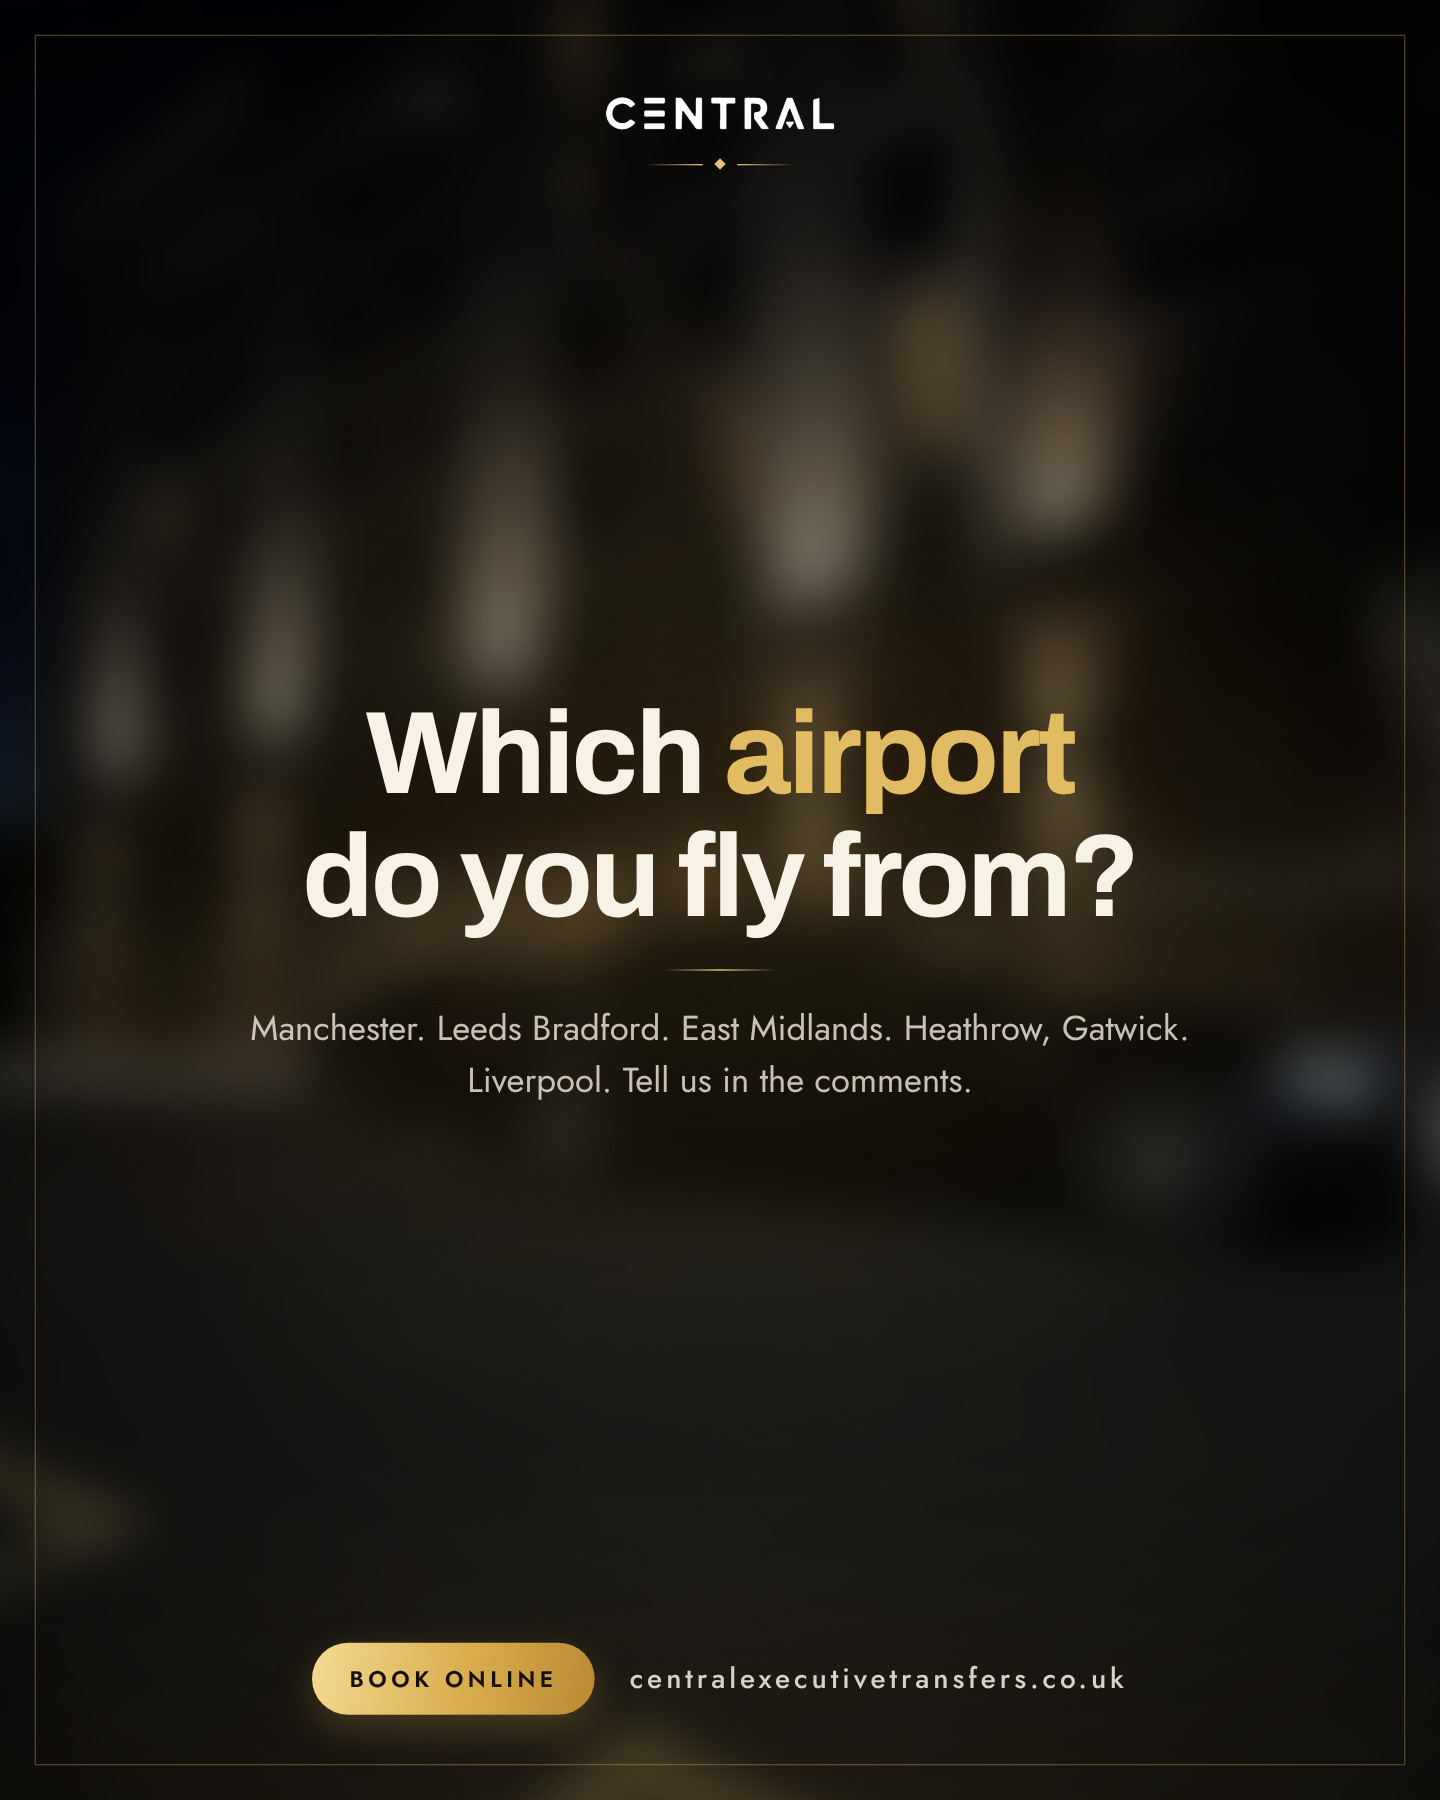 CENTRAL
Which airport
do you fly from?
Manchester. Leeds Bradford. East Midlands. Heathrow, Gatwick.
Liverpool. Tell us in the comments.
BOOK ONLINE
centralexecutivetransfers.co.uk